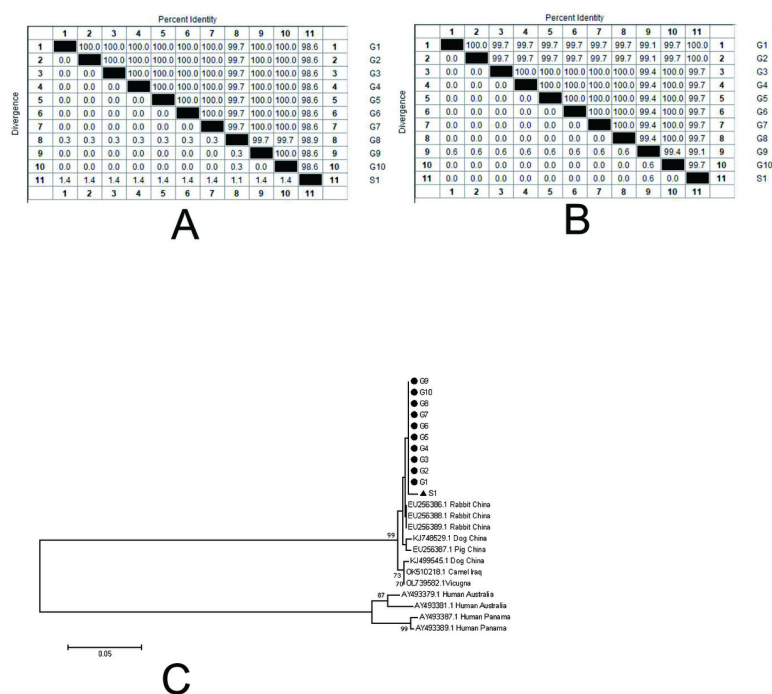 Percent Identity
1 2 3 4 5 6 7 8 9 10 11
1 100.0 100.0 100.0 100.0 100.0 100.0 99.7 100.0 100.0 98.6 1 G1
2 0.0 100.0 100.0 100.0 100.0 100.0 99.7 100.0 100.0 98.6 2 G2
3 0.0 0.0 100.0 100.0 100.0 100.0 99.7 100.0 100.0 98.6 3 G3
4 0.0 0.0 0.0 100.0 100.0 100.0 99.7 100.0 100.0 98.6 4 G4
5 0.0 0.0 0.0 0.0 100.0 100.0 99.7 100.0 100.0 98.6 5 G5
6 0.0 0.0 0.0 0.0 0.0 100.0 99.7 100.0 100.0 98.6 6 G6
7 0.0 0.0 0.0 0.0 0.0 0.0 99.7 100.0 100.0 98.6 7 G7
8 0.3 0.3 0.3 0.3 0.3 0.3 0.3 99.7 99.7 98.9 8 G8
9 0.0 0.0 0.0 0.0 0.0 0.0 0.0 0.3 100.0 98.6 9 G9
10 0.0 0.0 0.0 0.0 0.0 0.0 0.0 0.3 0.0 98.6 10 G10
11 1.4 1.4 1.4 1.4 1.4 1.4 1.4 1.1 1.4 1.4 11 S1
1 2 3 4 5 6 7 8 9 10 11
Divergence
A
Percent Identity
1 2 3 4 5 6 7 8 9 10 11
1 100.0 99.7 99.7 99.7 99.7 99.7 99.7 99.1 99.7 100.0 1 G1
2 0.0 99.7 99.7 99.7 99.7 99.7 99.7 99.1 99.7 100.0 2 G2
3 0.0 0.0 100.0 100.0 100.0 100.0 100.0 99.4 100.0 99.7 3 G3
4 0.0 0.0 0.0 100.0 100.0 100.0 100.0 99.4 100.0 99.7 4 G4
5 0.0 0.0 0.0 0.0 100.0 100.0 100.0 99.4 100.0 99.7 5 G5
6 0.0 0.0 0.0 0.0 0.0 100.0 100.0 99.4 100.0 99.7 6 G6
7 0.0 0.0 0.0 0.0 0.0 0.0 100.0 99.4 100.0 99.7 7 G7
8 0.0 0.0 0.0 0.0 0.0 0.0 0.0 99.4 100.0 99.7 8 G8
9 0.6 0.6 0.6 0.6 0.6 0.6 0.6 0.6 99.4 99.1 9 G9
10 0.0 0.0 0.0 0.0 0.0 0.0 0.0 0.0 0.6 99.7 10 G10
11 0.0 0.0 0.0 0.0 0.0 0.0 0.0 0.0 0.6 0.0 11 S1
1 2 3 4 5 6 7 8 9 10 11
Divergence
B
G9
G10
G8
G7
G6
G5
G4
G3
G2
G1
S1
EU256386.1 Rabbit China
EU256388.1 Rabbit China
EU256389.1 Rabbit China
99
KJ748529.1 Dog China
EU256387.1 Pig China
KJ499545.1 Dog China
73
OK510218.1 Camel Iraq
70
OL739582.1 Vicugna
87
AY493379.1 Human Australia
AY493381.1 Human Australia
AY493387.1 Human Panama
99
AY493389.1 Human Panama
0.05
C